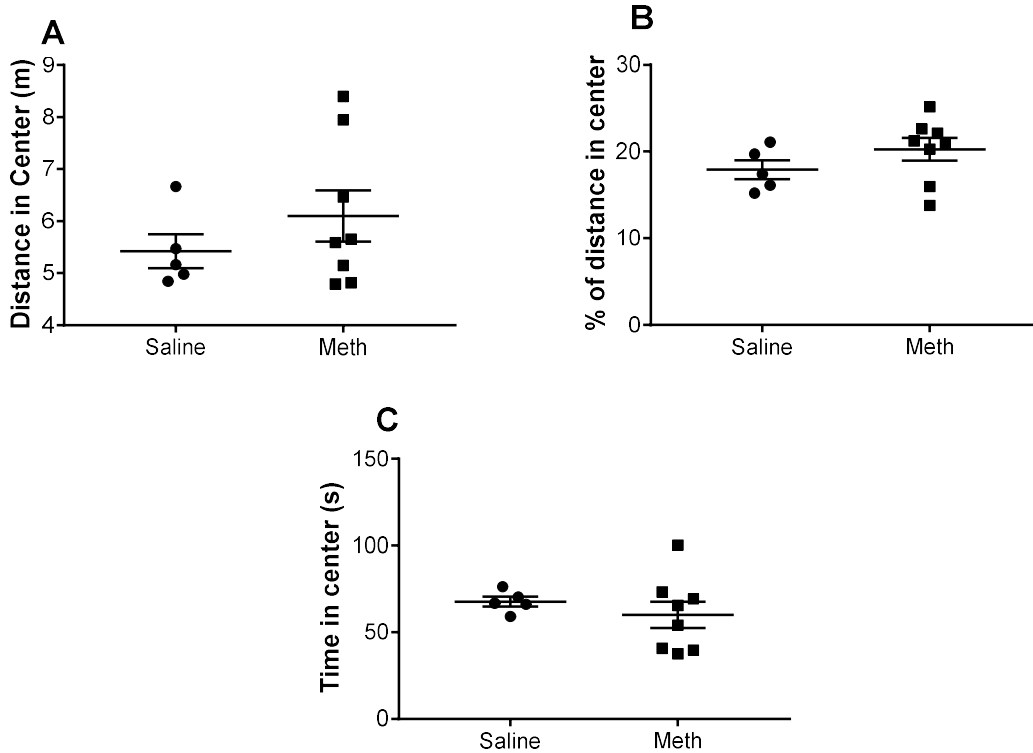 A
Distance in Center (m)
9
8
7
6
5
4
Saline Meth
B
% of distance in center
30
20
10
0
Saline Meth
C
Time in center (s)
150
100
50
0
Saline Meth